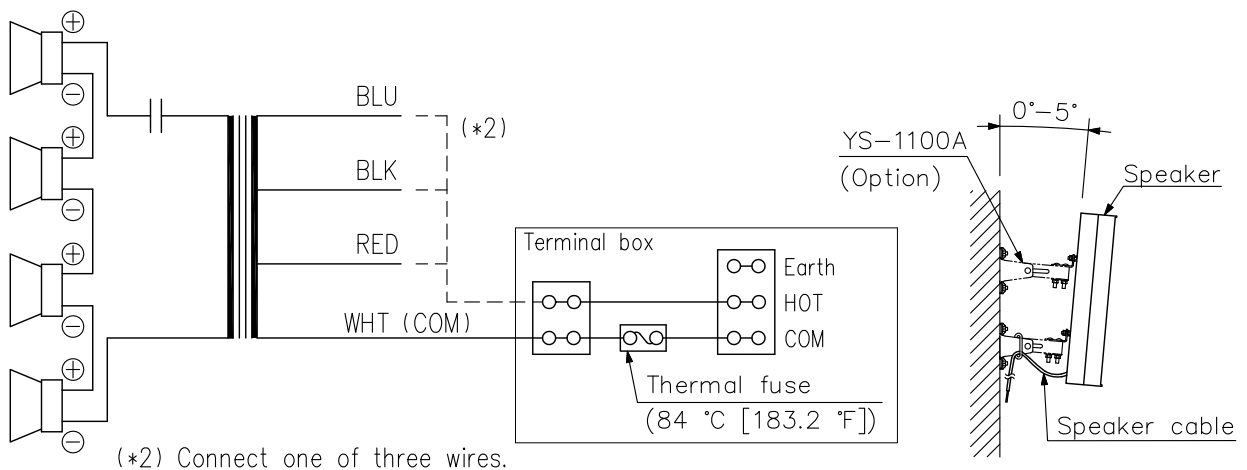 ⊕
⊖
⊕
⊖
⊕
⊖
⊕
⊖
BLU
(*2)
BLK
RED
WHT (COM)
Terminal box
Earth
HOT
COM
Thermal fuse
(84 °C [183.2 °F])
(*2) Connect one of three wires.
0°-5°
YS-1100A
(Option)
Speaker
Speaker cable